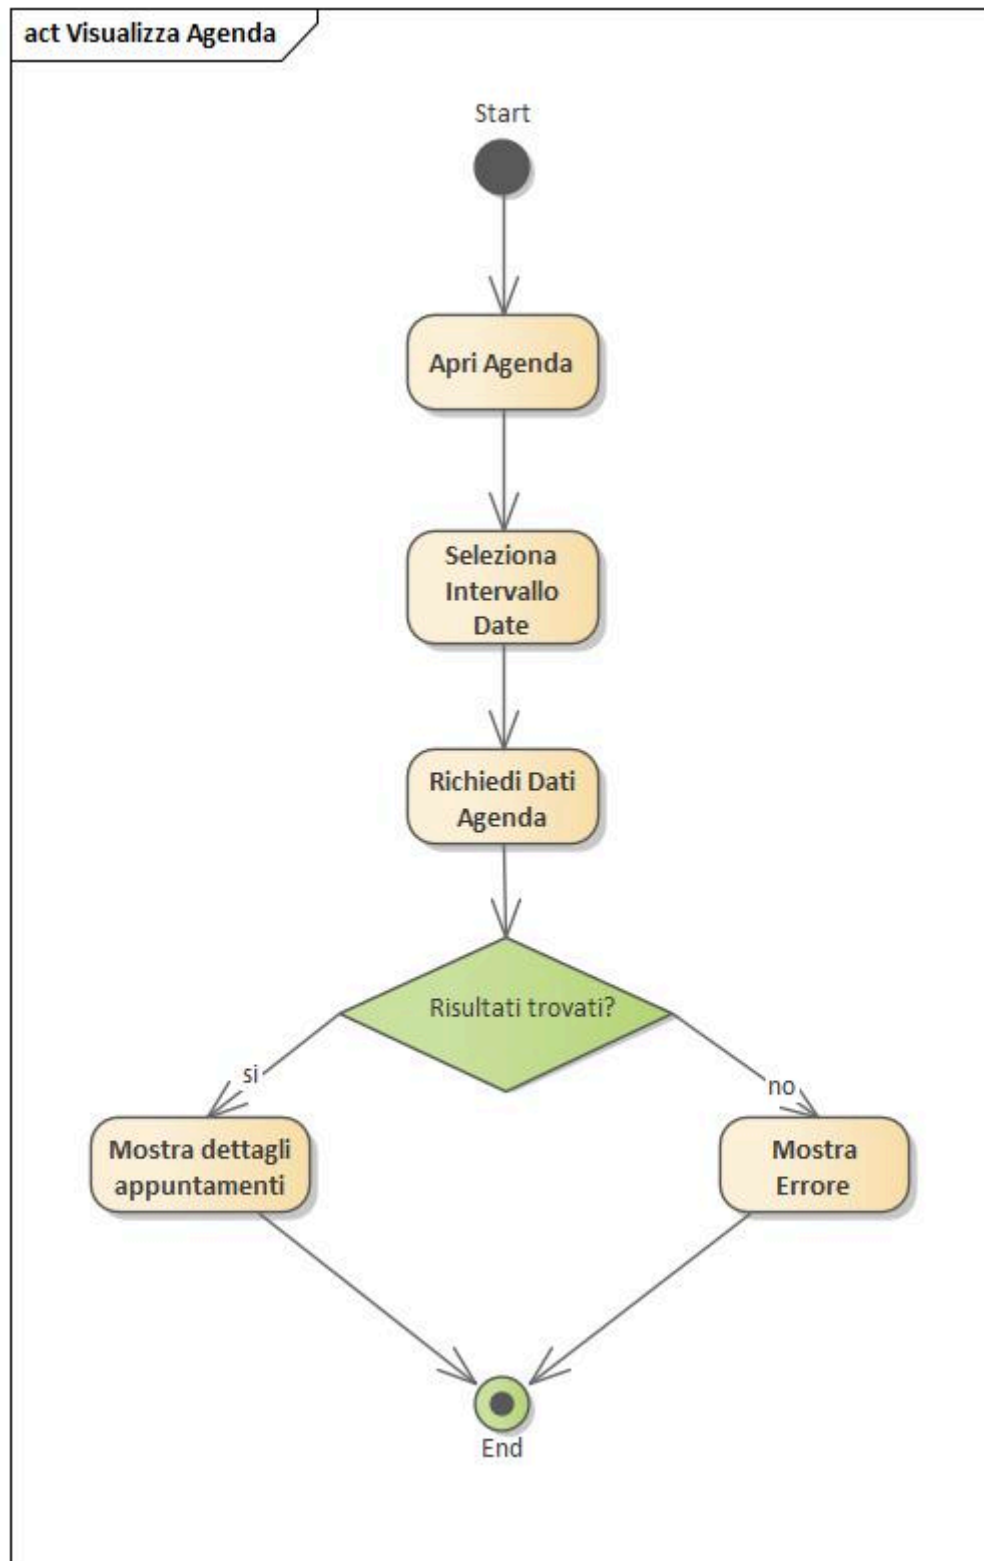 act Visualizza Agenda
Start
Apri Agenda
Seleziona
Intervallo
Date
Richiedi Dati
Agenda
Risultati trovati?
si
no
Mostra dettagli
appuntamenti
Mostra
Errore
End